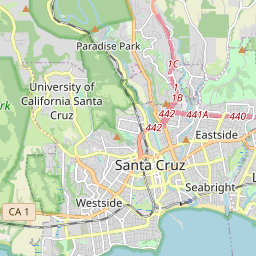 Paradise Park
1C
1B
University of
California Santa
Cruz
442
441A
440
442
Eastside
Santa Cruz
Seabright
L
CA 1
Westside